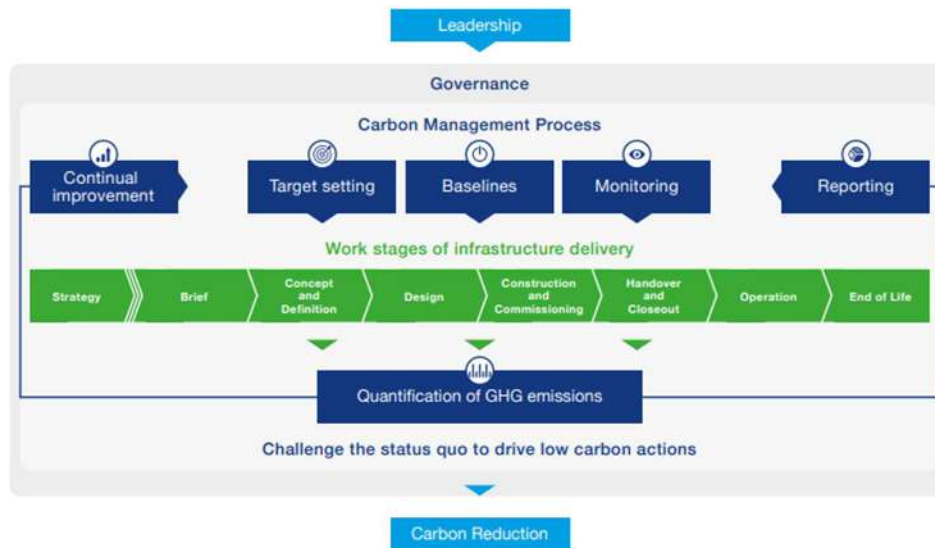 Leadership
Governance
Carbon Management Process
Continual
improvement
Target setting
Baselines
Monitoring
Reporting
Work stages of infrastructure delivery
Strategy
Brief
Concept
and
Definition
Design
Construction
and
Commissioning
Handover
and
Closeout
Operation
End of Life
Quantification of GHG emissions
Challenge the status quo to drive low carbon actions
Carbon Reduction